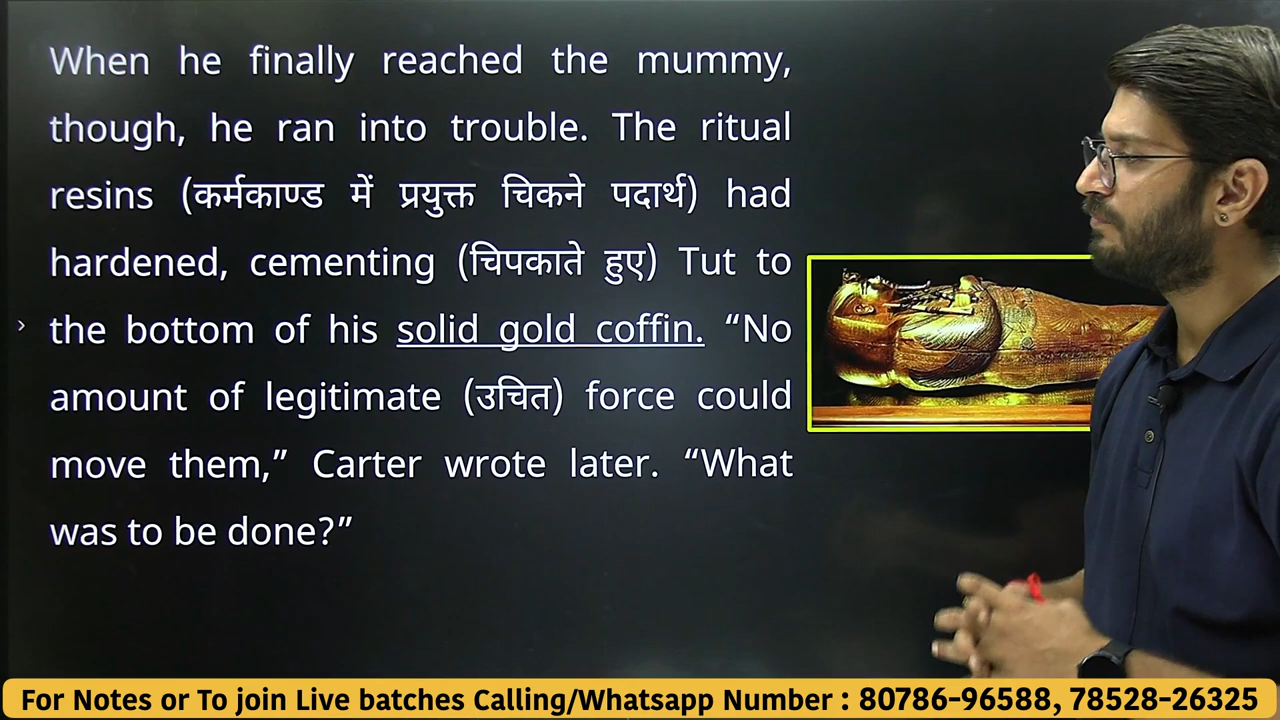 When he finally reached the mummy,
though, he ran into trouble. The ritual
resins (कर्मकाण्ड में प्रयुक्त चिकने पदार्थ) had
hardened, cementing (चिपकाते हुए) Tut to
the bottom of his solid gold coffin. “No
amount of legitimate (उचित) force could
move them,” Carter wrote later. “What
was to be done?”
For Notes or To join Live batches Calling/Whatsapp Number : 80786-96588, 78528-26325